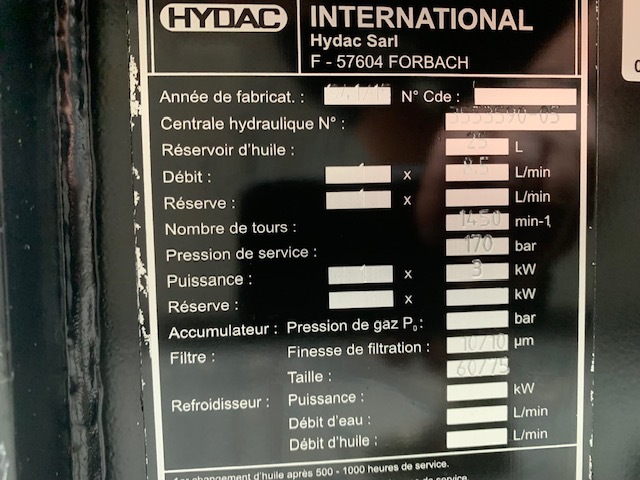 HYDAC
INTERNATIONAL
Hydac Sarl
F - 57604 FORBACH
Année de fabricat. : N° Cde :
Centrale hydraulique N° : 3553590-05
Réservoir d'huile : 25 L
Débit : 1 x 8.5 L/min
Réserve : 1 x L/min
Nombre de tours : 1450 min-1
Pression de service : 170 bar
Puissance : 1 x 3 kW
Réserve : x kW
Accumulateur : Pression de gaz P₀ : bar
Filtre : Finesse de filtration : 10/10 µm
Taille : 60/75
Refroidisseur : Puissance : kW
Débit d'eau : L/min
Débit d'huile : L/min
1er changement d'huile après 500 - 1000 heures de service.